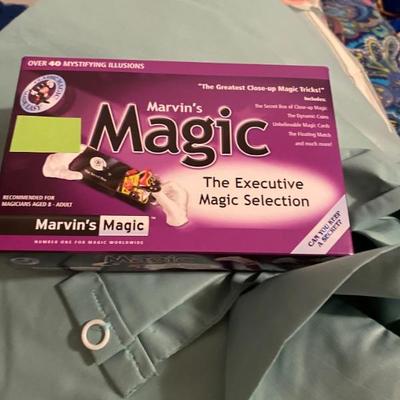 OVER 40 MYSTIFYING ILLUSIONS
"The Greatest Close-up Magic Tricks!"
Includes:
The Secret Box of Close-up Magic
The Dynamic Coins
Unbelievable Magic Cards
The Floating Match
and much more!
Marvin's
Magic
The Executive
Magic Selection
RECOMMENDED FOR
MAGICIANS AGED 8 - ADULT
Marvin's Magic™
NUMBER ONE FOR MAGIC WORLDWIDE
CAN YOU KEEP
A SECRET?